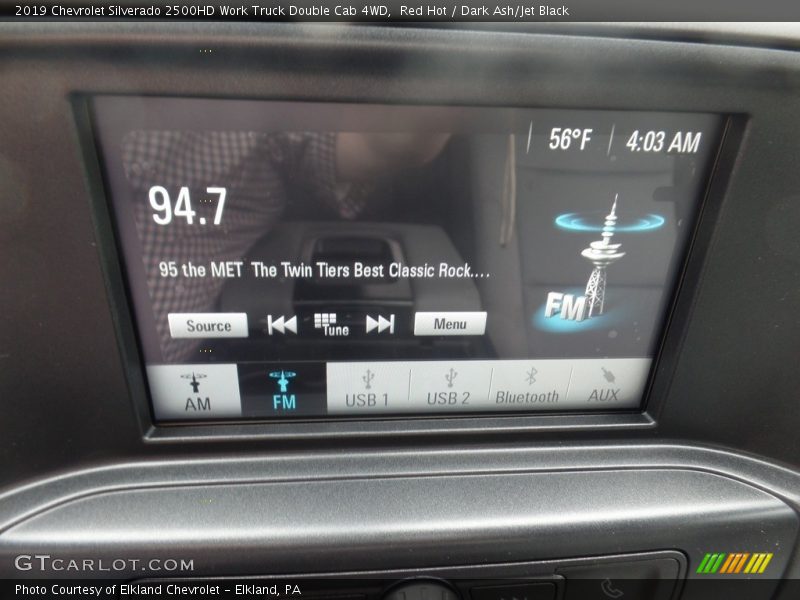 2019 Chevrolet Silverado 2500HD Work Truck Double Cab 4WD,  Red Hot / Dark Ash/Jet Black
56°F
4:03 AM
94.7
95 the MET  The Twin Tiers Best Classic Rock....
FM
Source
Tune
Menu
AM
FM
USB 1
USB 2
Bluetooth
AUX
GTCARLOT.COM
Photo Courtesy of Elkland Chevrolet – Elkland, PA